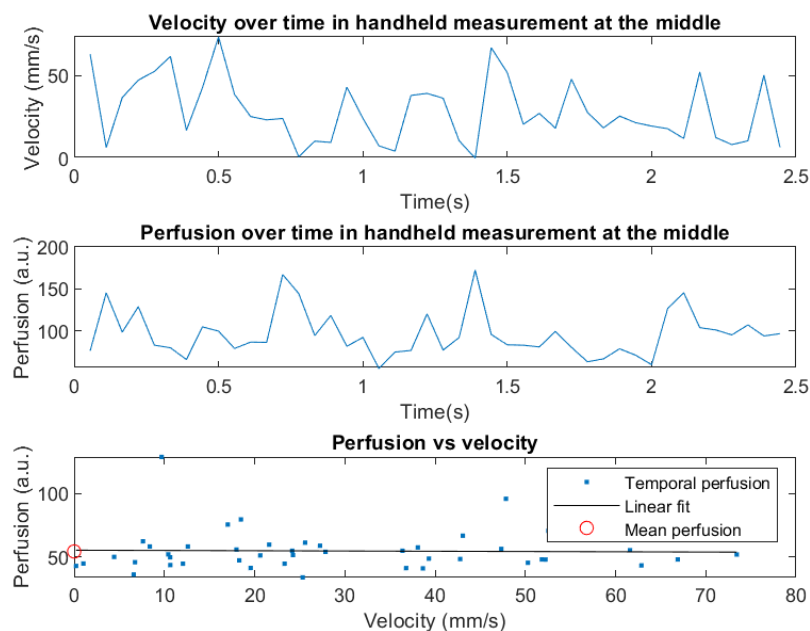 Velocity over time in handheld measurement at the middle
Velocity (mm/s)
50
0
0 0.5 1 1.5 2 2.5
Time(s)
Perfusion over time in handheld measurement at the middle
Perfusion (a.u.)
200
150
100
0 0.5 1 1.5 2 2.5
Time(s)
Perfusion vs velocity
Perfusion (a.u.)
100
50
Temporal perfusion
Linear fit
Mean perfusion
0 10 20 30 40 50 60 70 80
Velocity (mm/s)